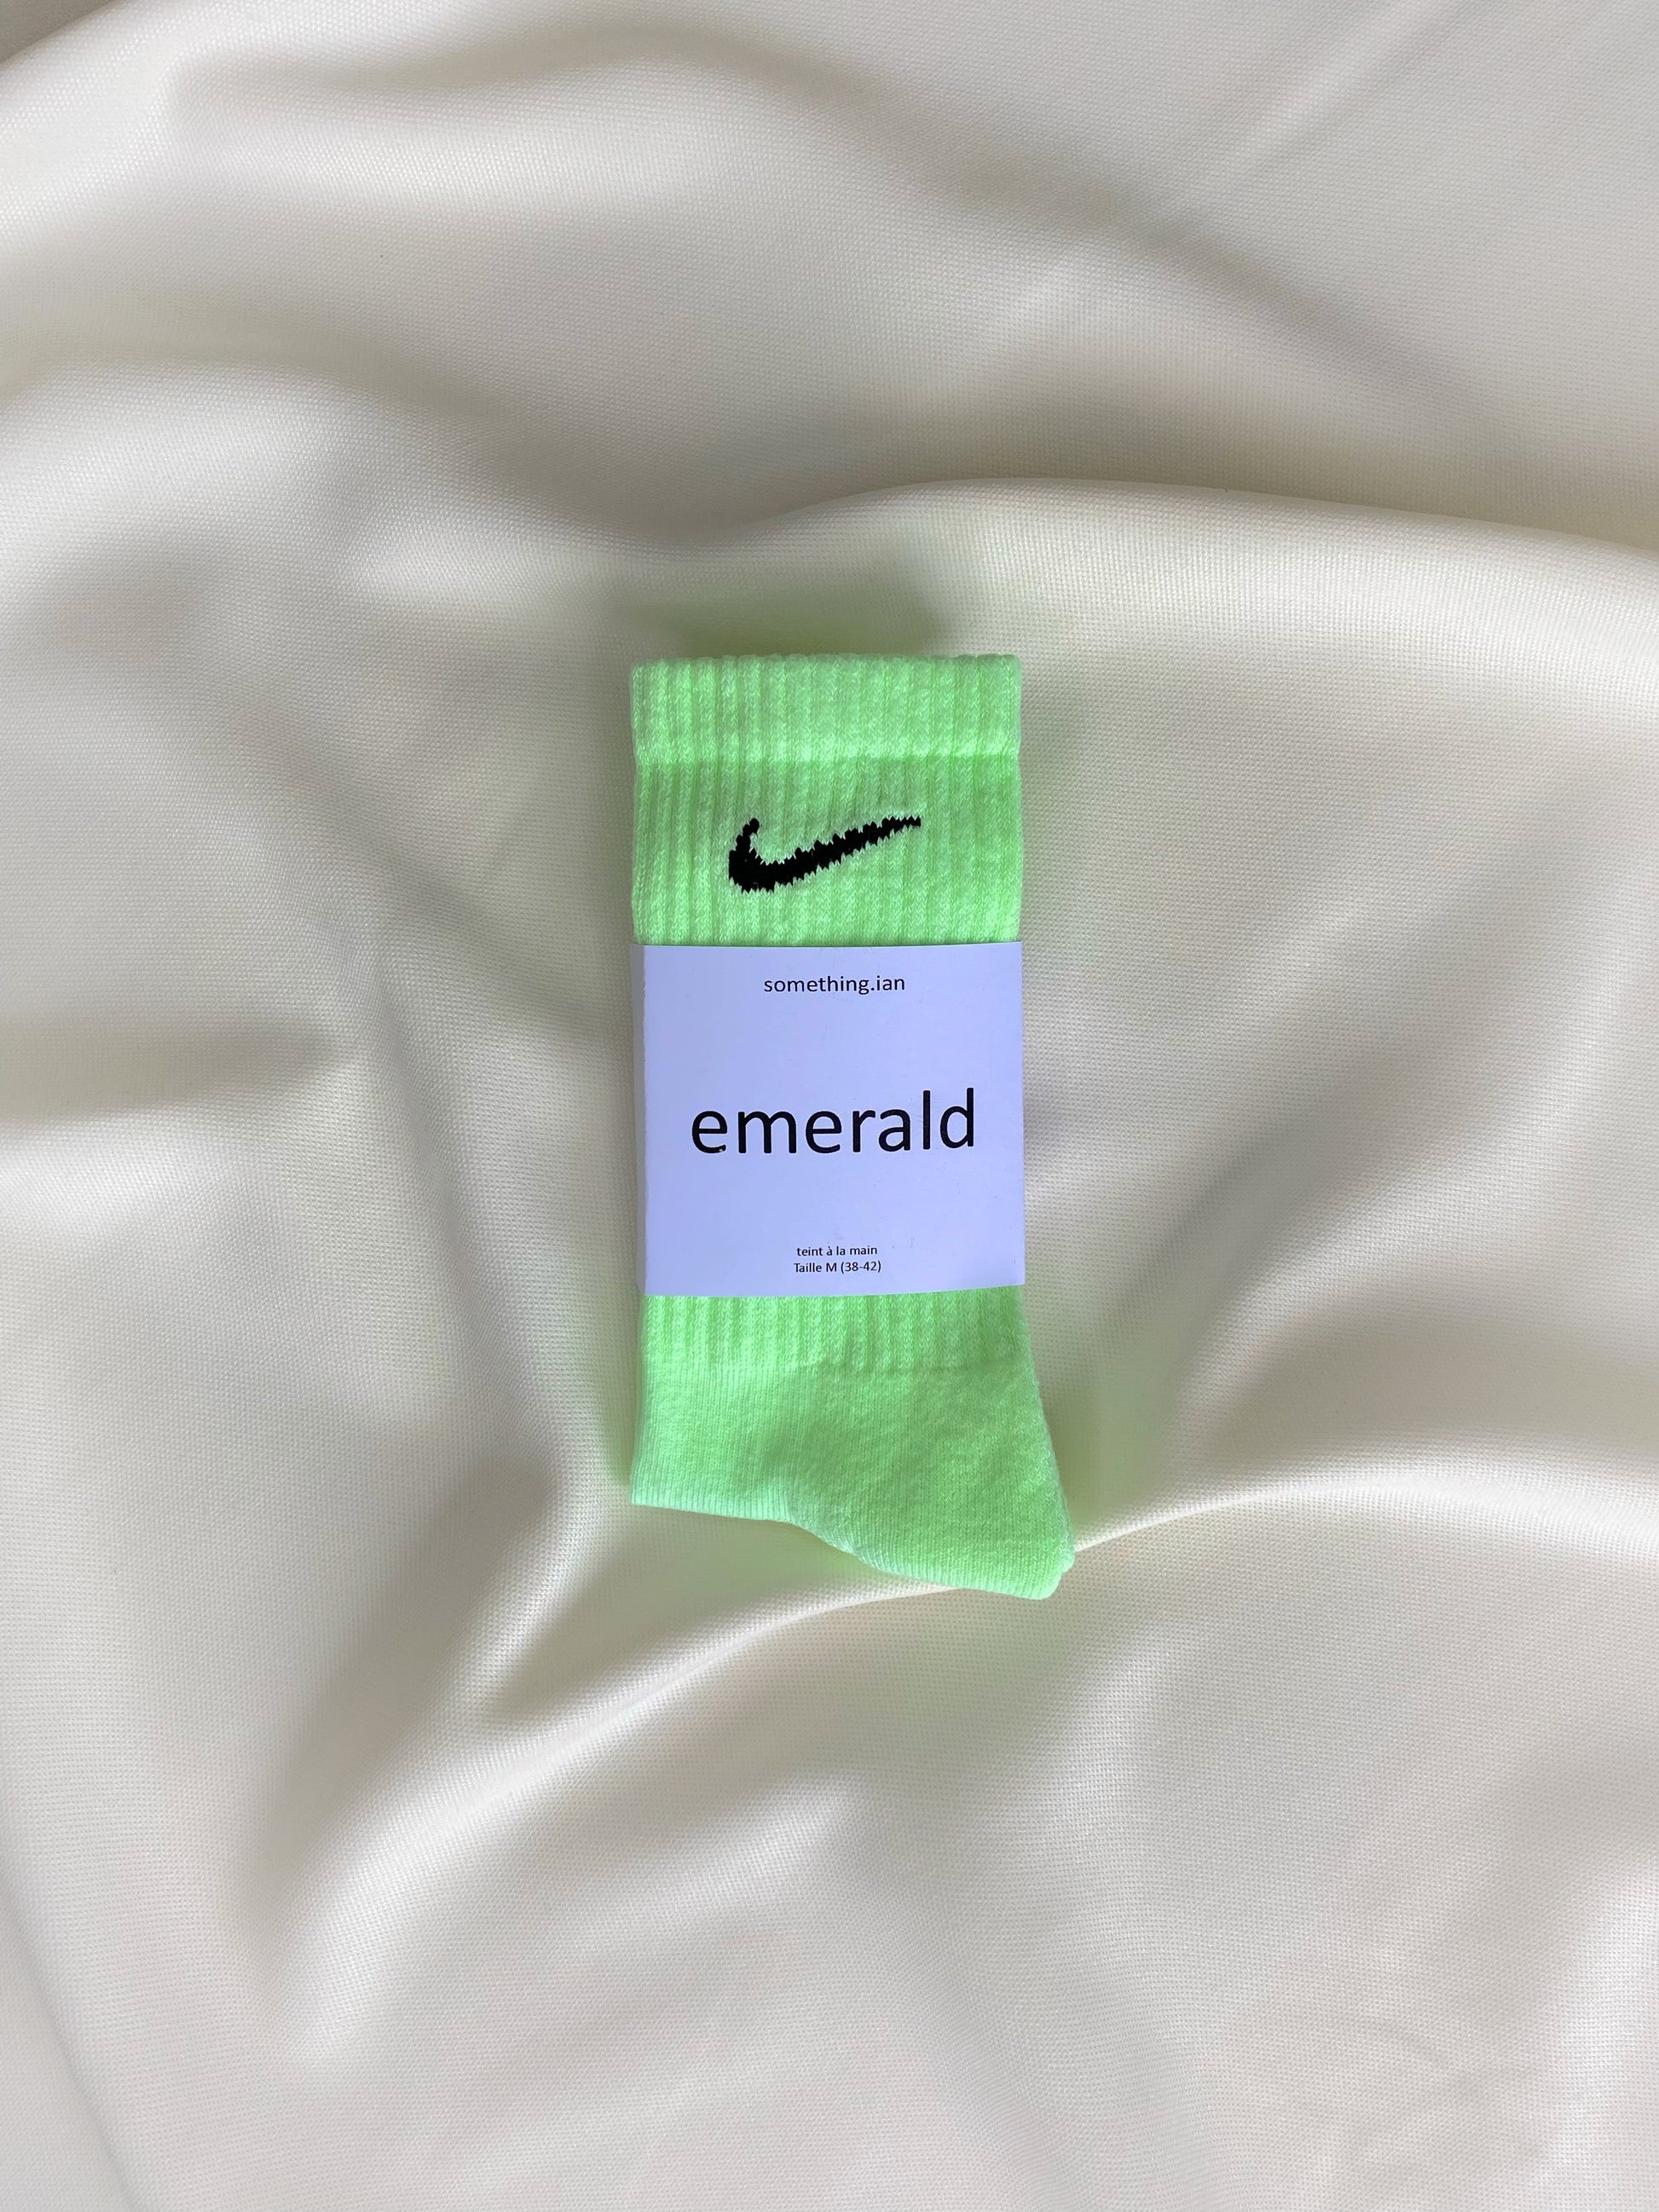 something.ian
emerald
teint à la main
Taille M (38-42)